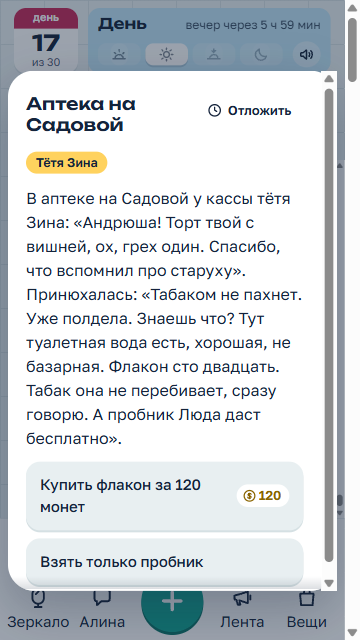 день
17
из 30
День
вечер через 5 ч 59 мин
Аптека на
Садовой
Отложить
Тётя Зина
В аптеке на Садовой у кассы тётя
Зина: «Андрюша! Торт твой с
вишней, ох, грех один. Спасибо,
что вспомнил про старуху».
Принюхалась: «Табаком не пахнет.
Уже полдела. Знаешь что? Тут
туалетная вода есть, хорошая, не
базарная. Флакон сто двадцать.
Табак она не перебивает, сразу
говорю. А пробник Люда даст
бесплатно».
Купить флакон за 120
монет
120
Взять только пробник
Зеркало
Алина
Лента
Вещи